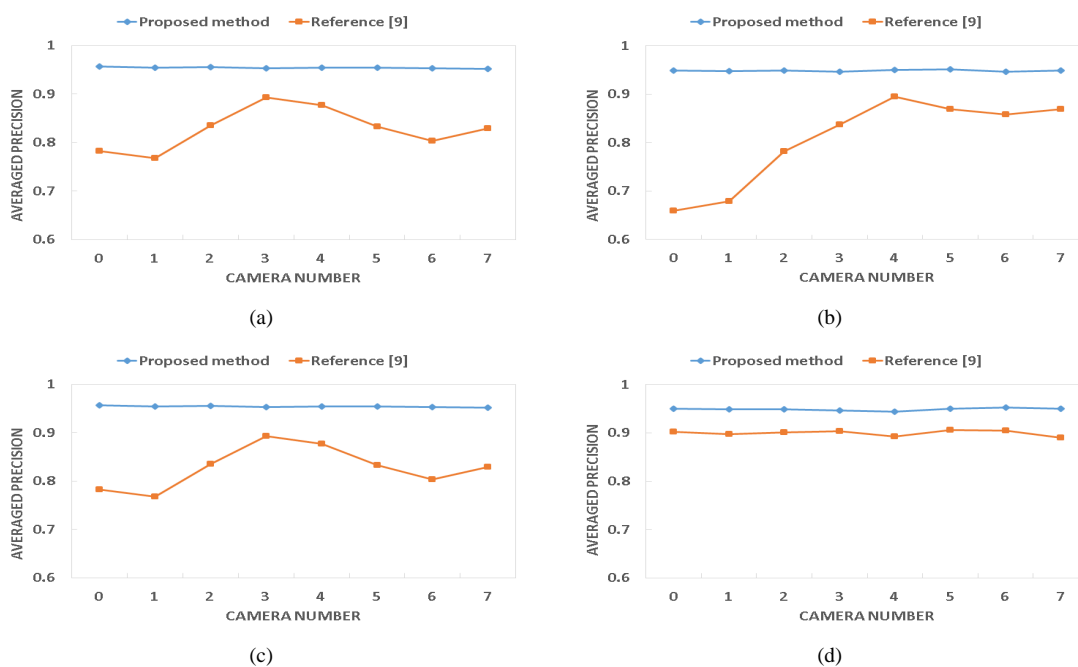 Proposed method Reference [9]
1
0.9
0.8
0.7
0.6
AVERAGED PRECISION
0 1 2 3 4 5 6 7
CAMERA NUMBER
(a)
Proposed method Reference [9]
1
0.9
0.8
0.7
0.6
AVERAGED PRECISION
0 1 2 3 4 5 6 7
CAMERA NUMBER
(b)
Proposed method Reference [9]
1
0.9
0.8
0.7
0.6
AVERAGED PRECISION
0 1 2 3 4 5 6 7
CAMERA NUMBER
(c)
Proposed method Reference [9]
1
0.9
0.8
0.7
0.6
AVERAGED PRECISION
0 1 2 3 4 5 6 7
CAMERA NUMBER
(d)